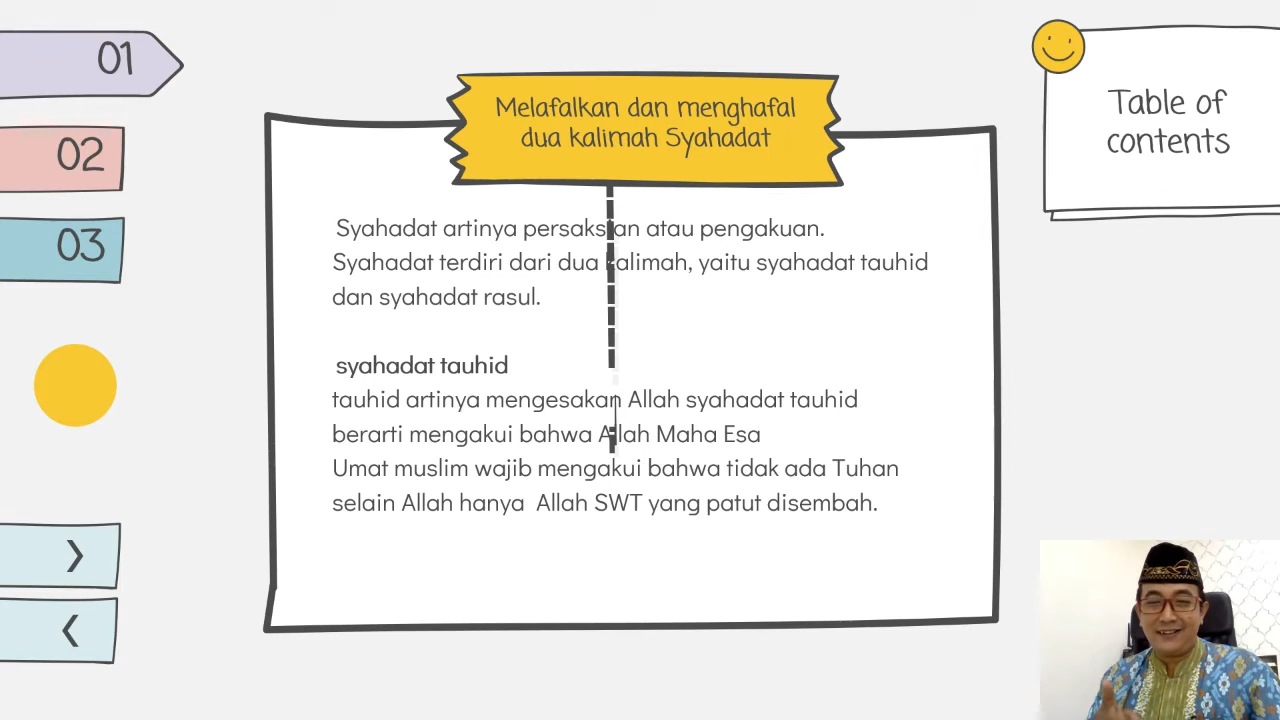 01
02
03
Table of
contents
Melafalkan dan menghafal
dua kalimah Syahadat
Syahadat artinya persaksian atau pengakuan.
Syahadat terdiri dari dua kalimah, yaitu syahadat tauhid
dan syahadat rasul.
syahadat tauhid
tauhid artinya mengesakan Allah syahadat tauhid
berarti mengakui bahwa Allah Maha Esa
Umat muslim wajib mengakui bahwa tidak ada Tuhan
selain Allah hanya Allah SWT yang patut disembah.